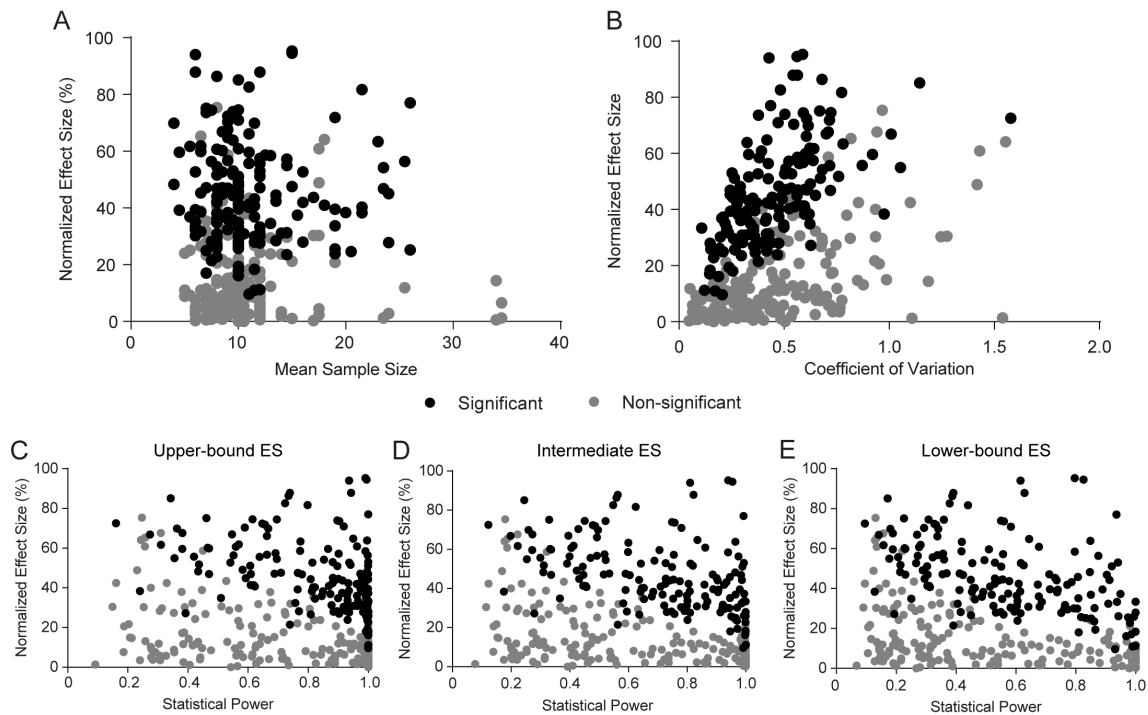 A
B
100
80
60
40
20
0
Normalized Effect Size (%)
0
10
20
30
40
Mean Sample Size
100
80
60
40
20
0
Normalized Effect Size
0
0.5
1.0
1.5
2.0
Coefficient of Variation
Significant
Non-significant
C
Upper-bound ES
100
80
60
40
20
0
Normalized Effect Size (%)
0
0.2
0.4
0.6
0.8
1.0
Statistical Power
D
Intermediate ES
100
80
60
40
20
0
Normalized Effect Size (%)
0
0.2
0.4
0.6
0.8
1.0
Statistical Power
E
Lower-bound ES
100
80
60
40
20
0
Normalized Effect Size (%)
0
0.2
0.4
0.6
0.8
1.0
Statistical Power